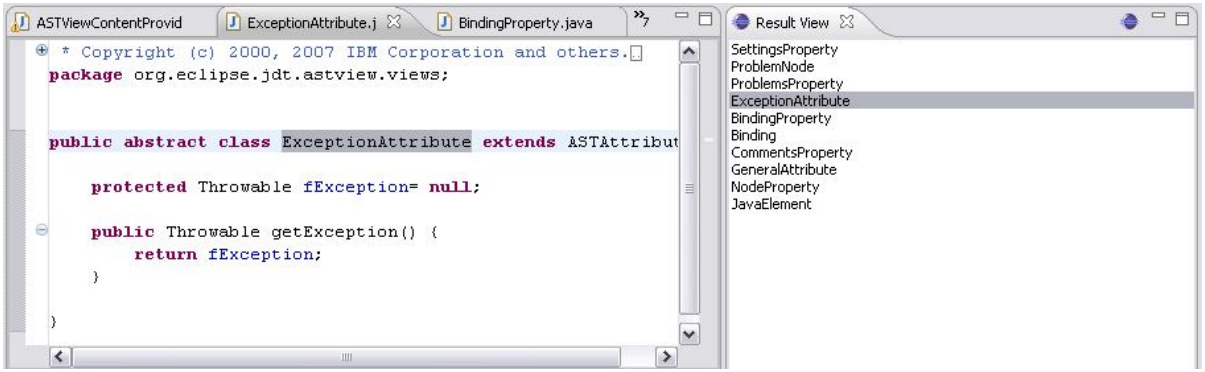 ASTViewContentProvid
ExceptionAttribute.j
BindingProperty.java
»7
* Copyright (c) 2000, 2007 IBM Corporation and others.
package org.eclipse.jdt.astview.views;
public abstract class ExceptionAttribute extends ASTAttribut
protected Throwable fException= null;
public Throwable getException() {
return fException;
}
}
Result View
SettingsProperty
ProblemNode
ProblemsProperty
ExceptionAttribute
BindingProperty
Binding
CommentsProperty
GeneralAttribute
NodeProperty
JavaElement